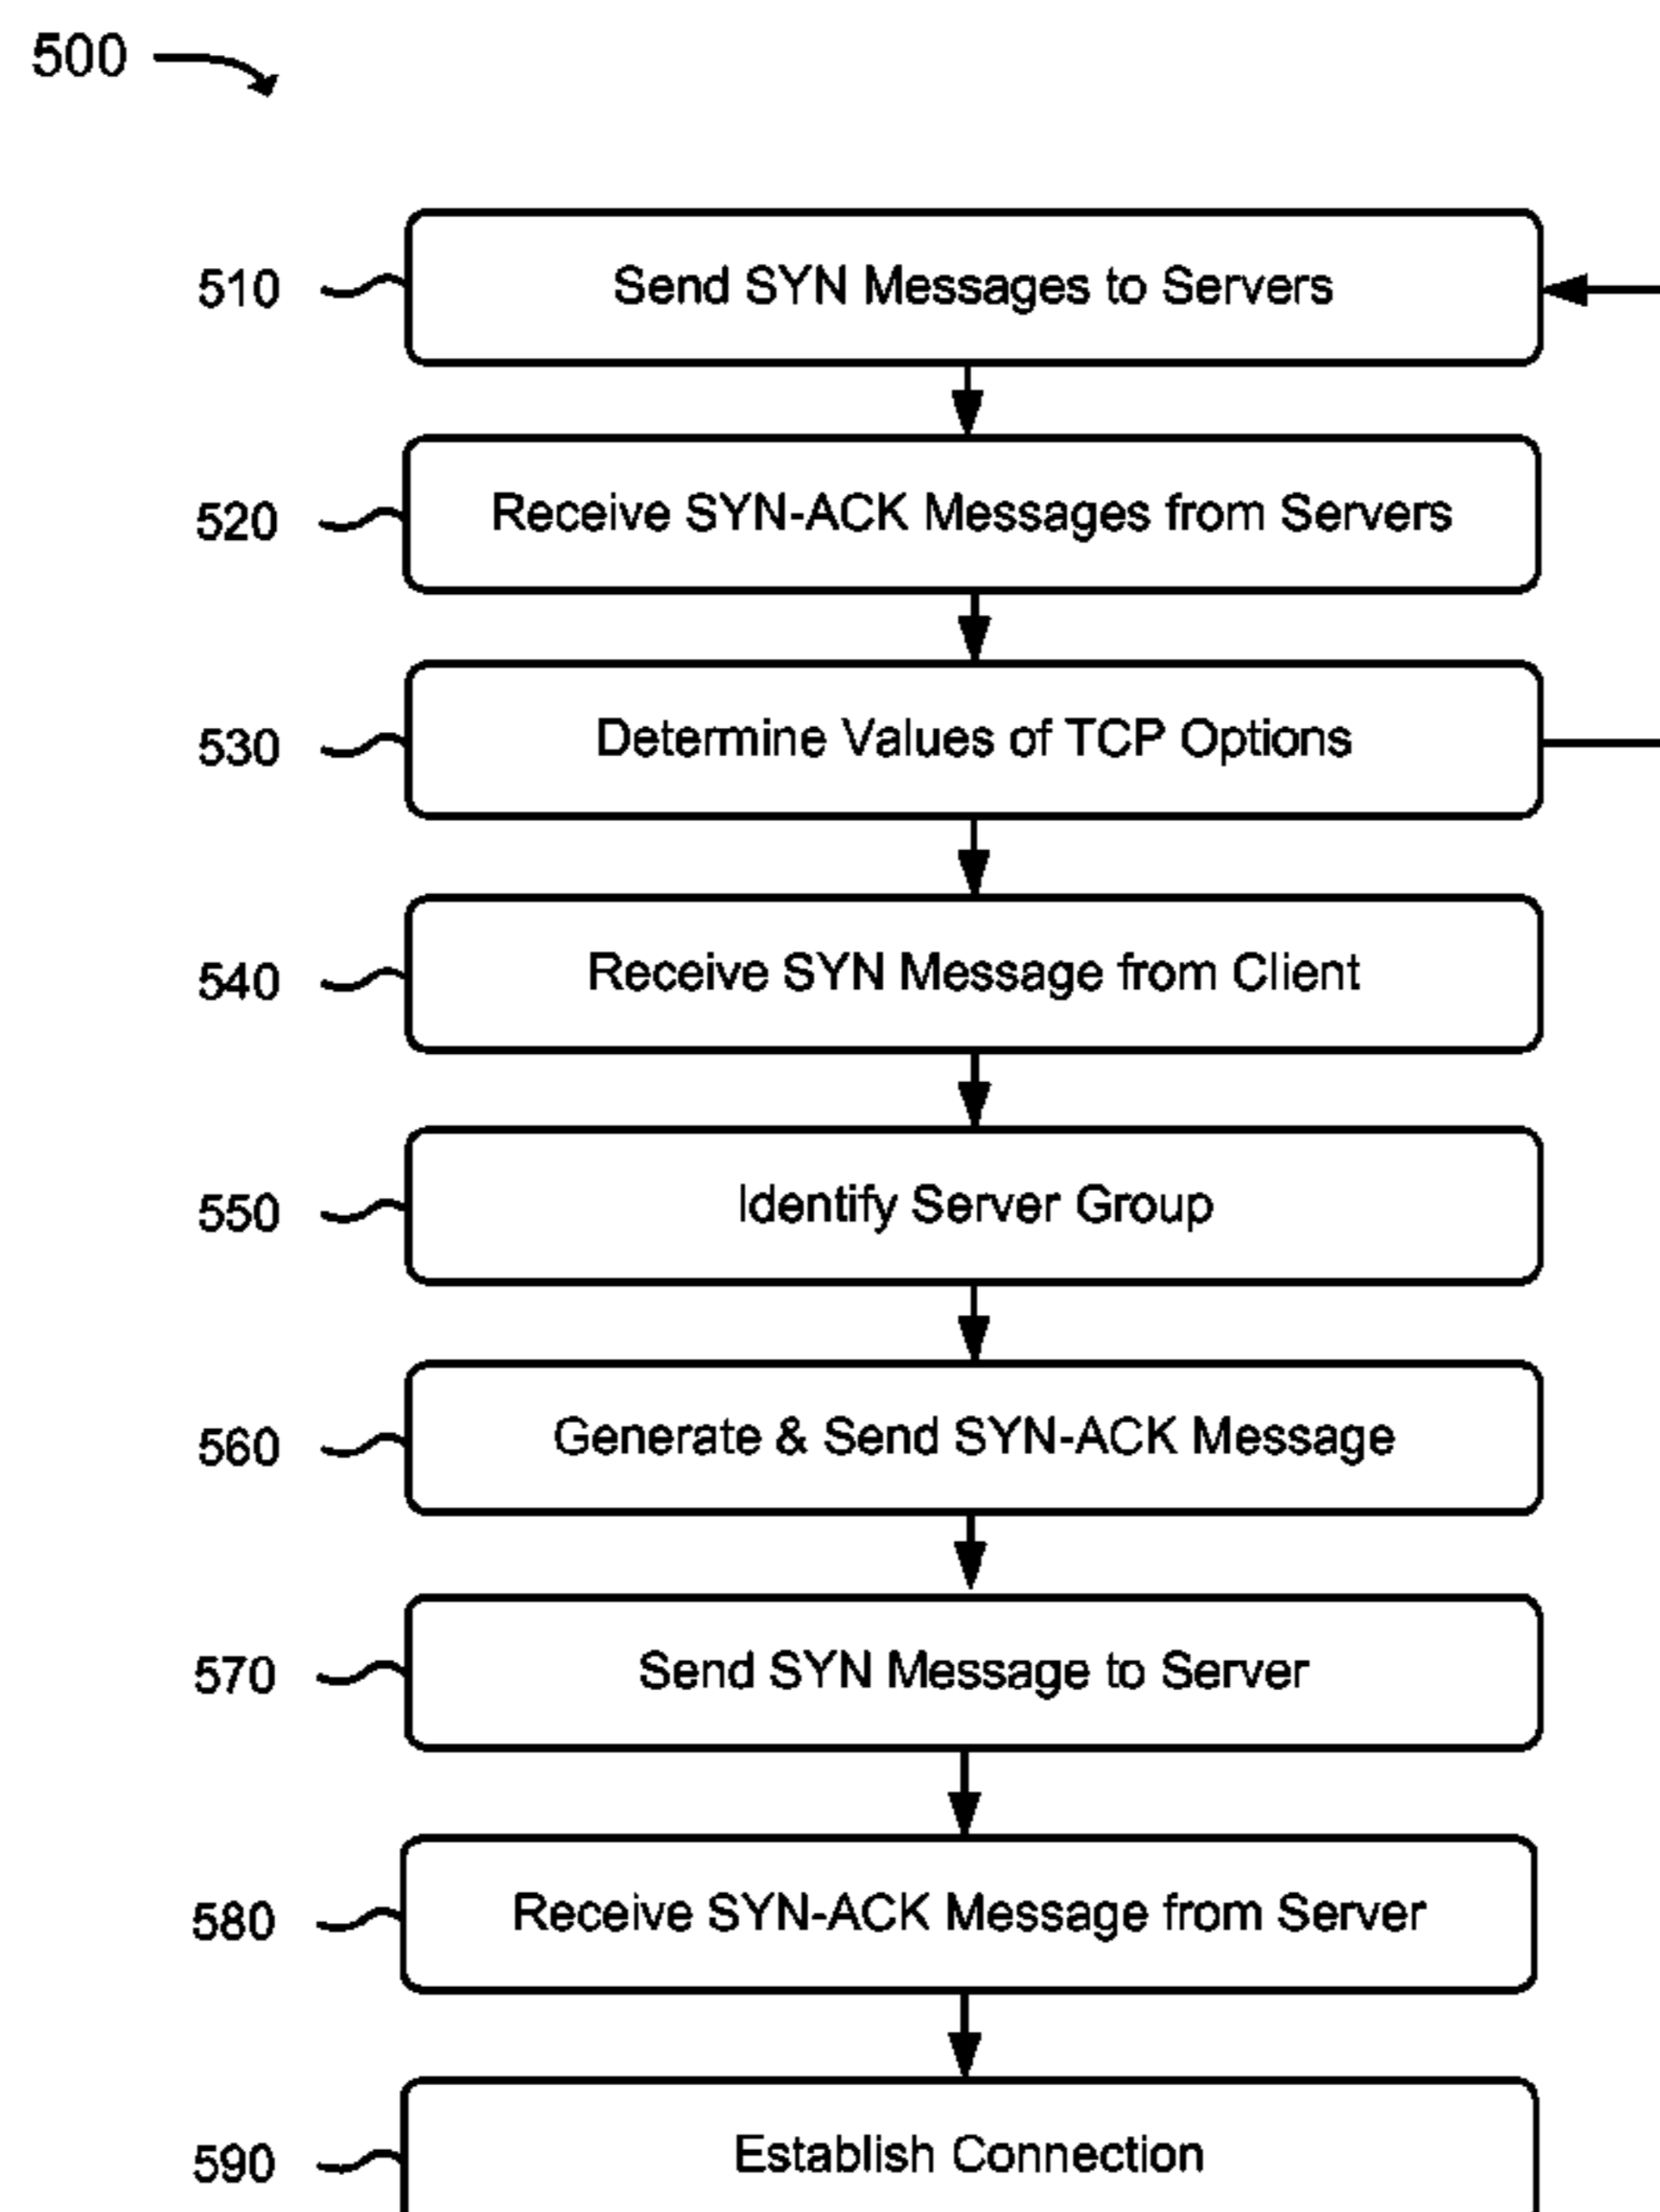 500
510 Send SYN Messages to Servers
520 Receive SYN-ACK Messages from Servers
530 Determine Values of TCP Options
540 Receive SYN Message from Client
550 Identify Server Group
560 Generate & Send SYN-ACK Message
570 Send SYN Message to Server
580 Receive SYN-ACK Message from Server
590 Establish Connection